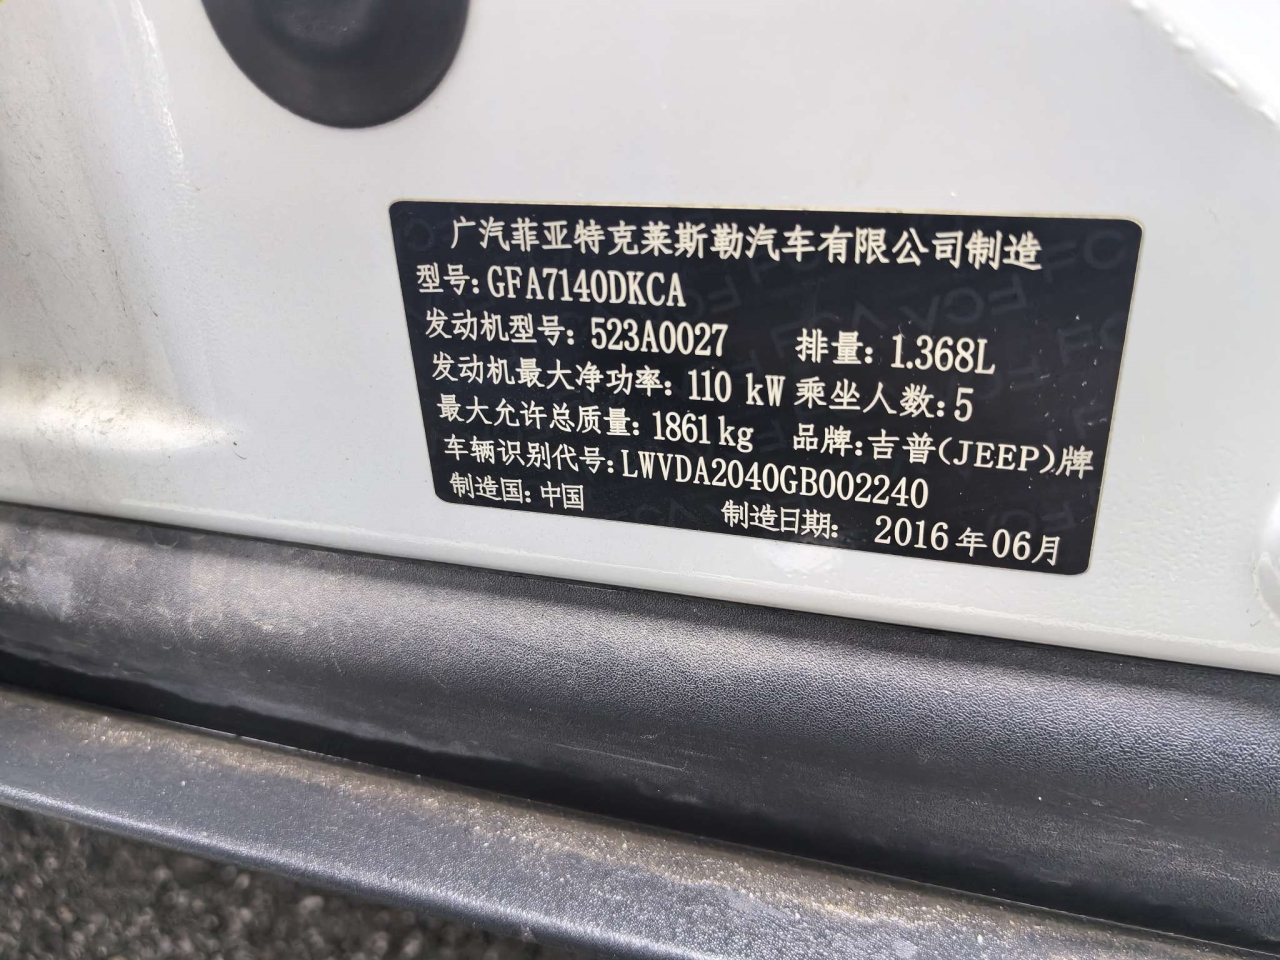 广汽菲亚特克莱斯勒汽车有限公司制造
型号: GFA7140DKCA
发动机型号: 523A0027 排量: 1.368L
发动机最大净功率: 110 kW 乘坐人数: 5
最大允许总质量: 1861kg 品牌: 吉普(JEEP)牌
车辆识别代号: LWVDA2040GB002240
制造国: 中国 制造日期: 2016年06月